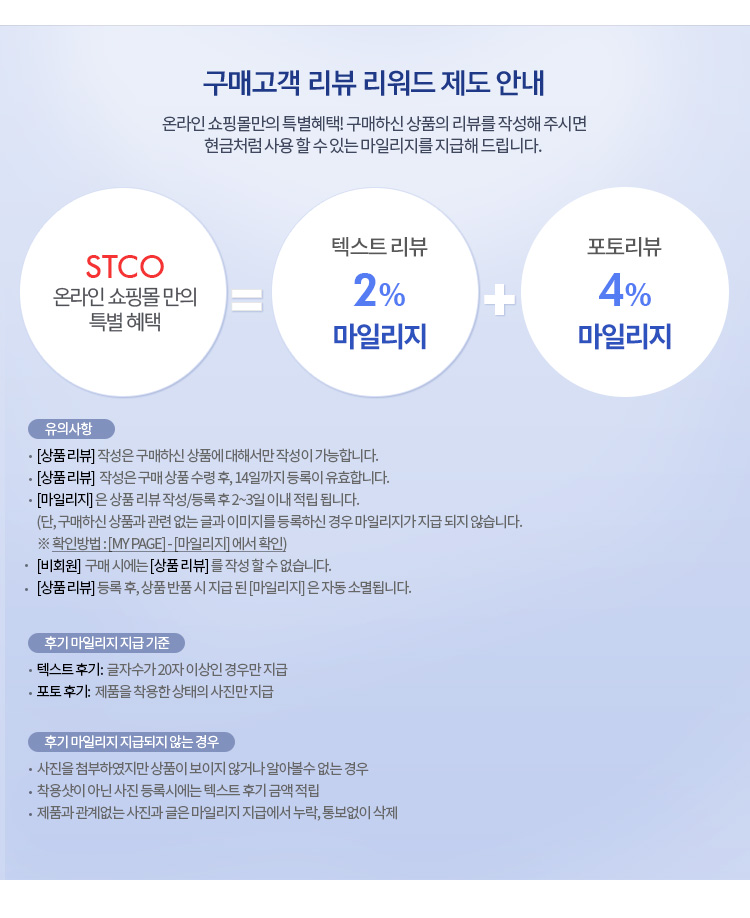 구매고객 리뷰 리워드 제도 안내
온라인 쇼핑몰만의 특별혜택! 구매하신 상품의 리뷰를 작성해 주시면
현금처럼 사용 할 수 있는 마일리지를 지급해 드립니다.
STCO
온라인 쇼핑몰 만의
특별 혜택
=
텍스트 리뷰
2%
마일리지
+
포토리뷰
4%
마일리지
유의사항
· [상품 리뷰] 작성은 구매하신 상품에 대해서만 작성이 가능합니다.
· [상품 리뷰] 작성은 구매 상품 수령 후, 14일까지 등록이 유효합니다.
· [마일리지] 은 상품 리뷰 작성/등록 후 2~3일 이내 적립 됩니다.
(단, 구매하신 상품과 관련 없는 글과 이미지를 등록하신 경우 마일리지가 지급 되지 않습니다.
※ 확인방법 : [MY PAGE] - [마일리지] 에서 확인)
· [비회원] 구매 시에는 [상품 리뷰] 를 작성 할 수 없습니다.
· [상품 리뷰] 등록 후, 상품 반품 시 지급 된 [마일리지] 은 자동 소멸됩니다.
후기 마일리지 지급 기준
· 텍스트 후기: 글자수가 20자 이상인 경우만 지급
· 포토 후기: 제품을 착용한 상태의 사진만 지급
후기 마일리지 지급되지 않는 경우
· 사진을 첨부하였지만 상품이 보이지 않거나 알아볼수 없는 경우
· 착용샷이 아닌 사진 등록시에는 텍스트 후기 금액 적립
· 제품과 관계없는 사진과 글은 마일리지 지급에서 누락, 통보없이 삭제